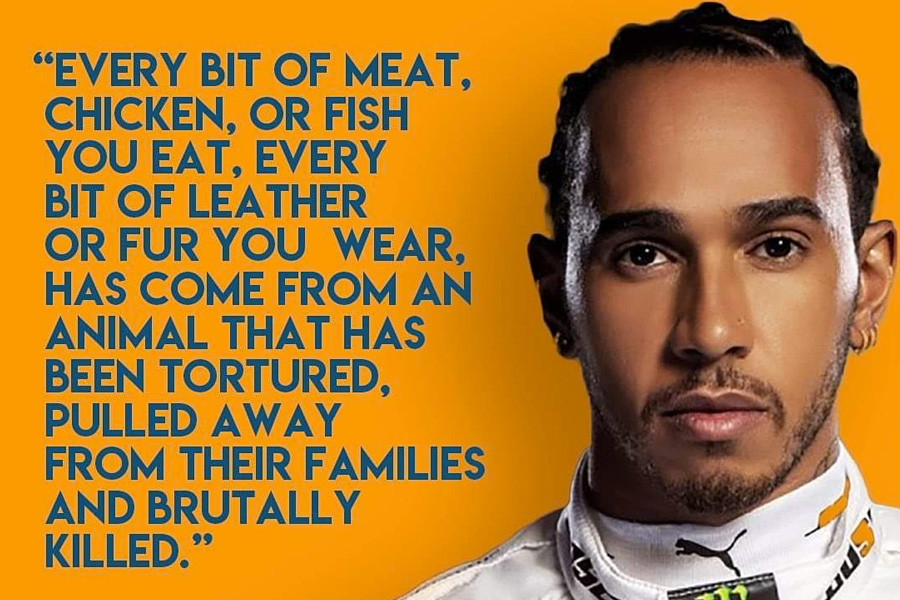 “EVERY BIT OF MEAT,
CHICKEN, OR FISH
YOU EAT, EVERY
BIT OF LEATHER
OR FUR YOU WEAR,
HAS COME FROM AN
ANIMAL THAT HAS
BEEN TORTURED,
PULLED AWAY
FROM THEIR FAMILIES
AND BRUTALLY
KILLED.”